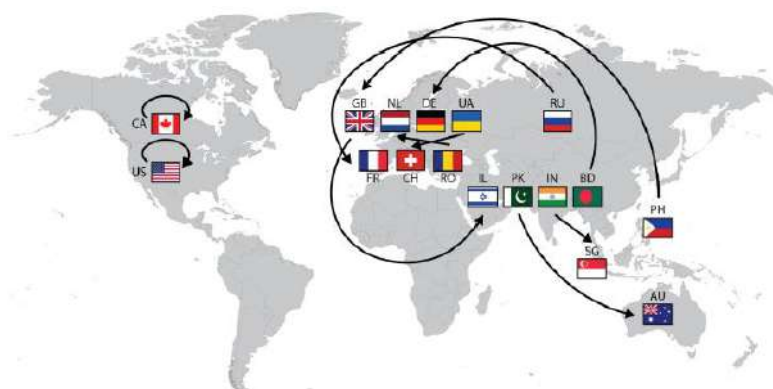 GB NL DE UA RU
CA
FR CH RO
US
IL PK IN BD
PH
SG
AU